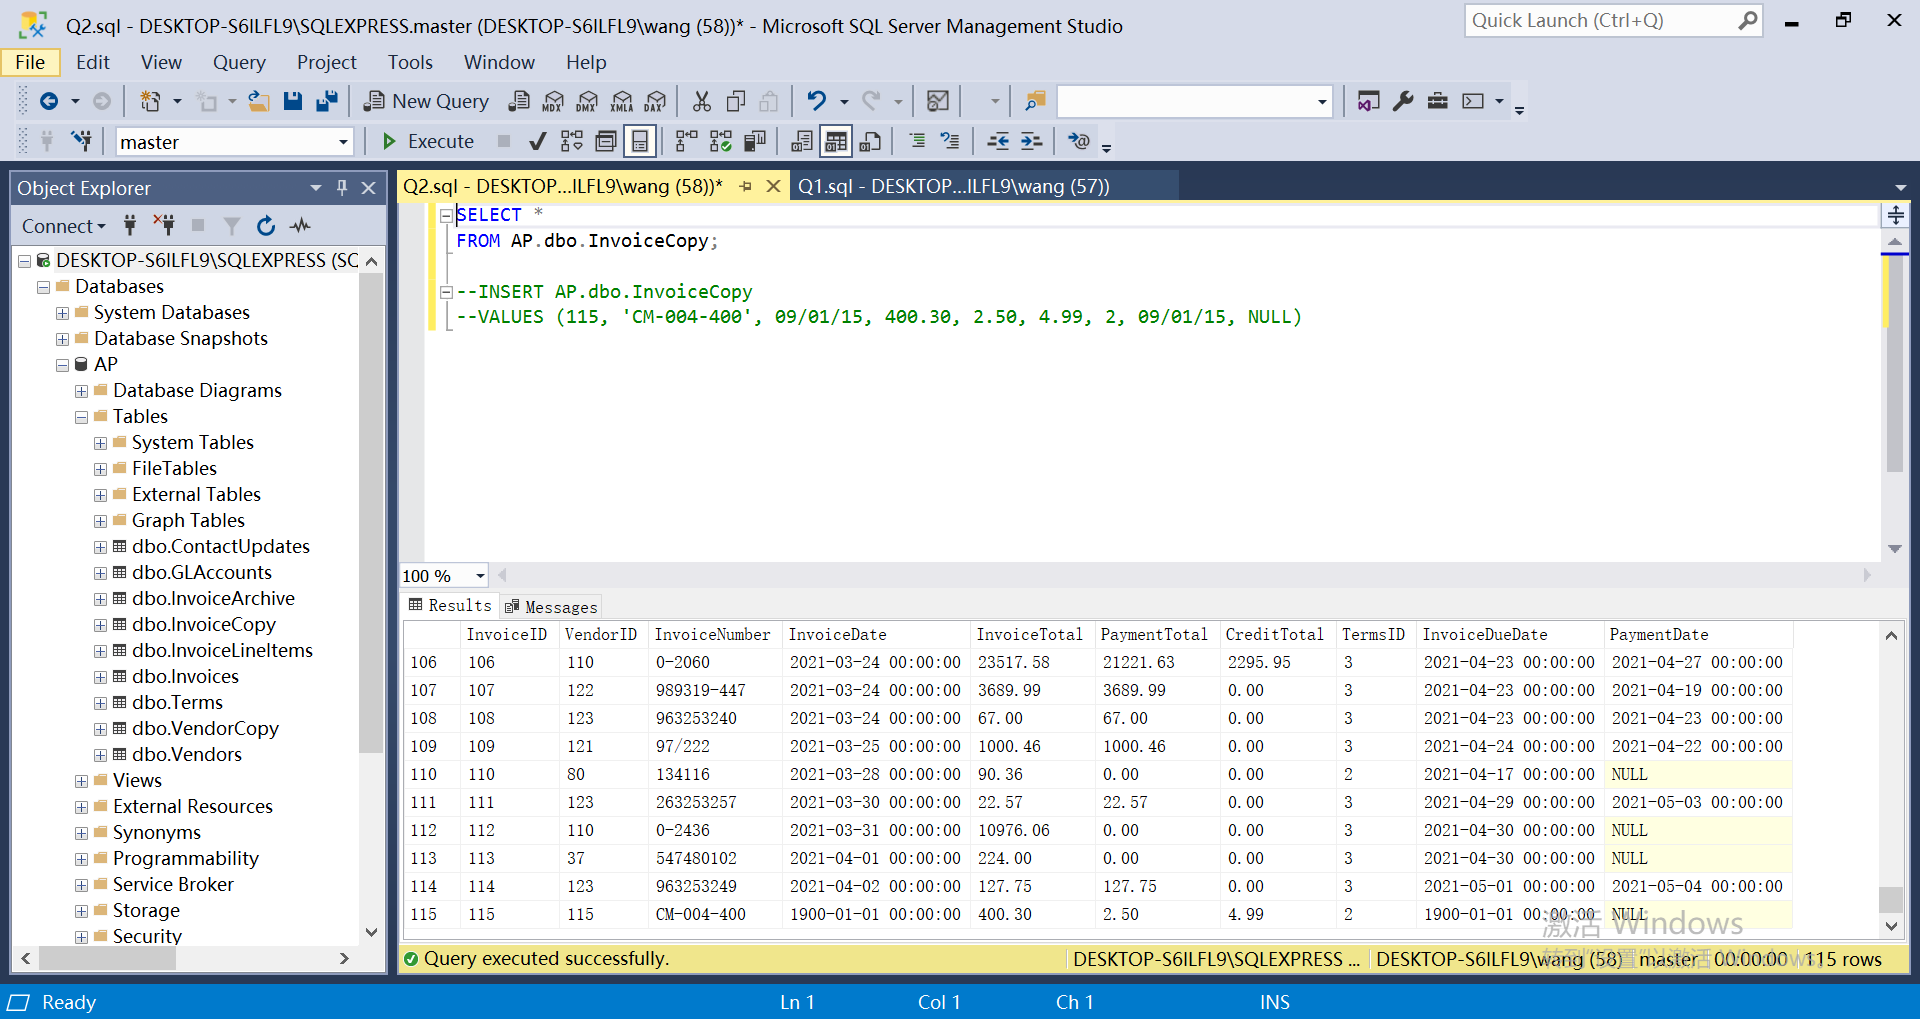 Q2.sql - DESKTOP-S6ILFL9\SQLEXPRESS.master (DESKTOP-S6ILFL9\wang (58))* - Microsoft SQL Server Management Studio
Quick Launch (Ctrl+Q)
File Edit View Query Project Tools Window Help
New Query MDX DMX XMLA DAX
master Execute
Object Explorer
Connect
DESKTOP-S6ILFL9\SQLEXPRESS (SQ
Databases
System Databases
Database Snapshots
AP
Database Diagrams
Tables
System Tables
FileTables
External Tables
Graph Tables
dbo.ContactUpdates
dbo.GLAccounts
dbo.InvoiceArchive
dbo.InvoiceCopy
dbo.InvoiceLineItems
dbo.Invoices
dbo.Terms
dbo.VendorCopy
dbo.Vendors
Views
External Resources
Synonyms
Programmability
Service Broker
Storage
Security
Q2.sql - DESKTOP...ILFL9\wang (58))* Q1.sql - DESKTOP...ILFL9\wang (57))
SELECT *
FROM AP.dbo.InvoiceCopy;
--INSERT AP.dbo.InvoiceCopy
--VALUES (115, 'CM-004-400', 09/01/15, 400.30, 2.50, 4.99, 2, 09/01/15, NULL)
100 %
Results Messages
InvoiceID VendorID InvoiceNumber InvoiceDate InvoiceTotal PaymentTotal CreditTotal TermsID InvoiceDueDate PaymentDate
106 106 110 0-2060 2021-03-24 00:00:00 23517.58 21221.63 2295.95 3 2021-04-23 00:00:00 2021-04-27 00:00:00
107 107 122 989319-447 2021-03-24 00:00:00 3689.99 3689.99 0.00 3 2021-04-23 00:00:00 2021-04-19 00:00:00
108 108 123 963253240 2021-03-24 00:00:00 67.00 67.00 0.00 3 2021-04-23 00:00:00 2021-04-23 00:00:00
109 109 121 97/222 2021-03-25 00:00:00 1000.46 1000.46 0.00 3 2021-04-24 00:00:00 2021-04-22 00:00:00
110 110 80 134116 2021-03-28 00:00:00 90.36 0.00 0.00 2 2021-04-17 00:00:00 NULL
111 111 123 263253257 2021-03-30 00:00:00 22.57 22.57 0.00 3 2021-04-29 00:00:00 2021-05-03 00:00:00
112 112 110 0-2436 2021-03-31 00:00:00 10976.06 0.00 0.00 3 2021-04-30 00:00:00 NULL
113 113 37 547480102 2021-04-01 00:00:00 224.00 0.00 0.00 3 2021-04-30 00:00:00 NULL
114 114 123 963253249 2021-04-02 00:00:00 127.75 127.75 0.00 3 2021-05-01 00:00:00 2021-05-04 00:00:00
115 115 115 CM-004-400 1900-01-01 00:00:00 400.30 2.50 4.99 2 1900-01-01 00:00:00 NULL
激活 Windows
转到"设置"以激活 Windows。
Query executed successfully. DESKTOP-S6ILFL9\SQLEXPRESS ... DESKTOP-S6ILFL9\wang (58) master 00:00:00 115 rows
Ready Ln 1 Col 1 Ch 1 INS